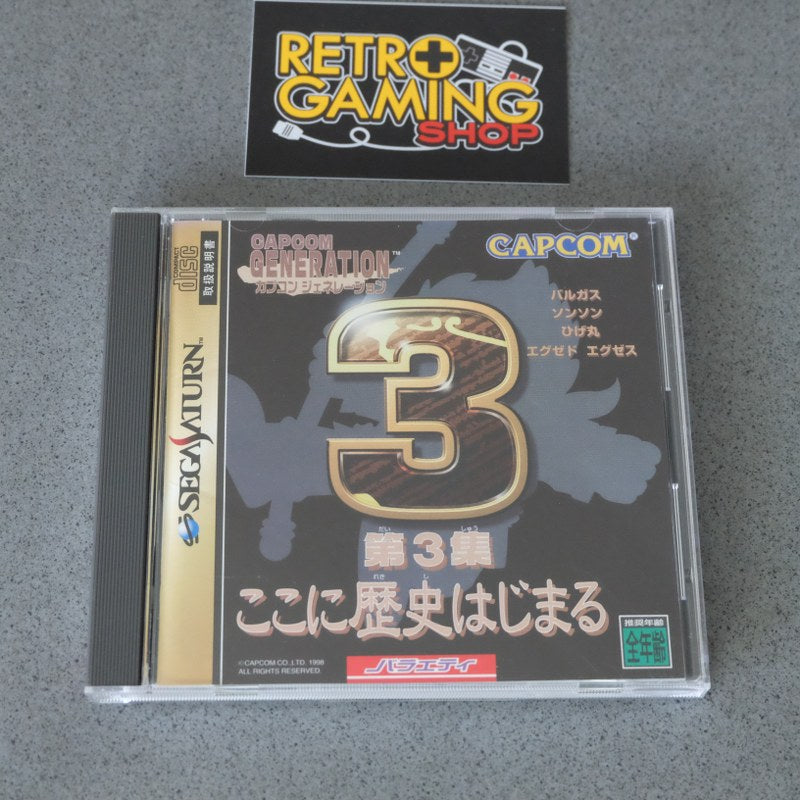 RETRO
GAMING
SHOP
COMPACT
disc
取扱説明書
SEGA SATURN™
CAPCOM
GENERATION™
カプコン ジェネレーション
CAPCOM®
バルガス
ソンソン
ひげ丸
エグゼド エグゼス
3
だい しゅう
第3集
れき し
ここに歴史はじまる
©CAPCOM CO., LTD. 1998
ALL RIGHTS RESERVED.
バラエティ
推奨年齢
全年齢